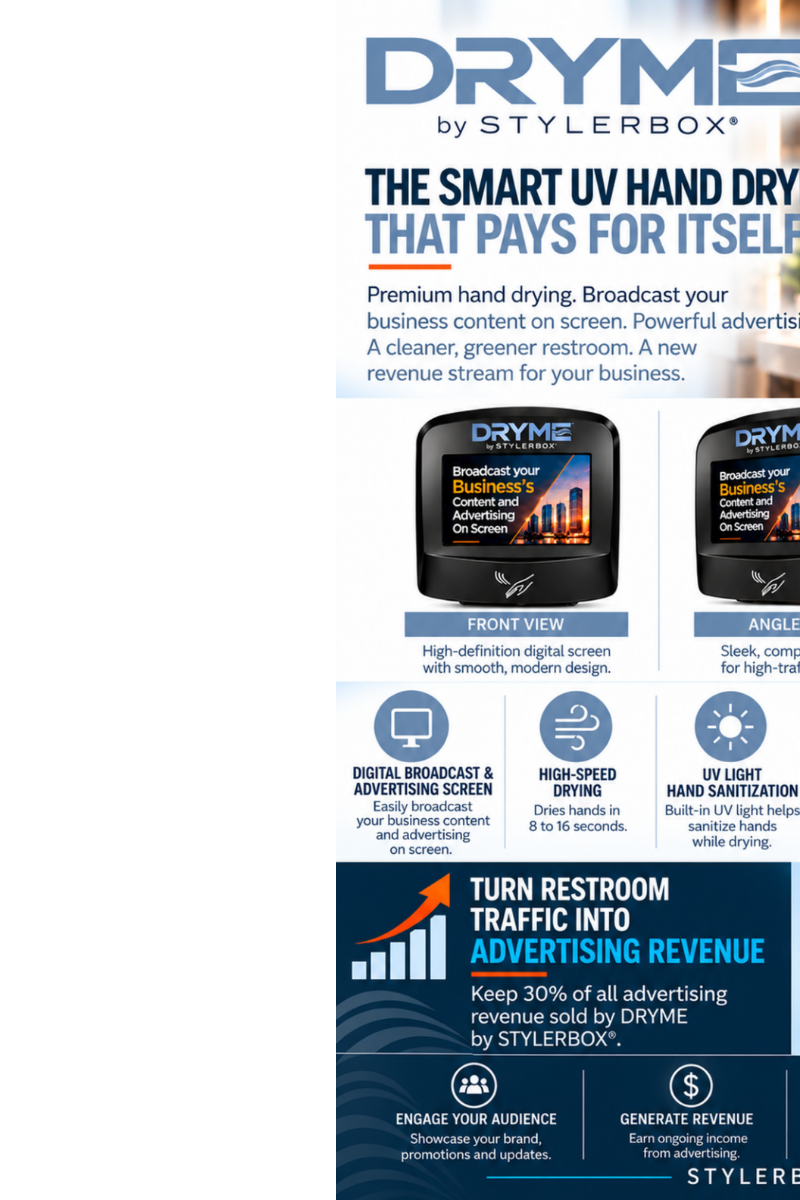 DRYME
by STYLERBOX®
THE SMART UV HAND DRY
THAT PAYS FOR ITSELF
Premium hand drying. Broadcast your
business content on screen. Powerful advertisi
A cleaner, greener restroom. A new
revenue stream for your business.
DRYME
by STYLERBOX®
Broadcast your
Business's
Content and
Advertising
On Screen
FRONT VIEW
High-definition digital screen
with smooth, modern design.
DRYM
by STYLERBOX
Broadcast your
Business's
Content and
Advertising
On Screen
ANGLE
Sleek, comp
for high-traf
DIGITAL BROADCAST &
ADVERTISING SCREEN
Easily broadcast
your business content
and advertising
on screen.
HIGH-SPEED
DRYING
Dries hands in
8 to 16 seconds.
UV LIGHT
HAND SANITIZATION
Built-in UV light helps
sanitize hands
while drying.
TURN RESTROOM
TRAFFIC INTO
ADVERTISING REVENUE
Keep 30% of all advertising
revenue sold by DRYME
by STYLERBOX®.
ENGAGE YOUR AUDIENCE
Showcase your brand,
promotions and updates.
GENERATE REVENUE
Earn ongoing income
from advertising.
STYLERB